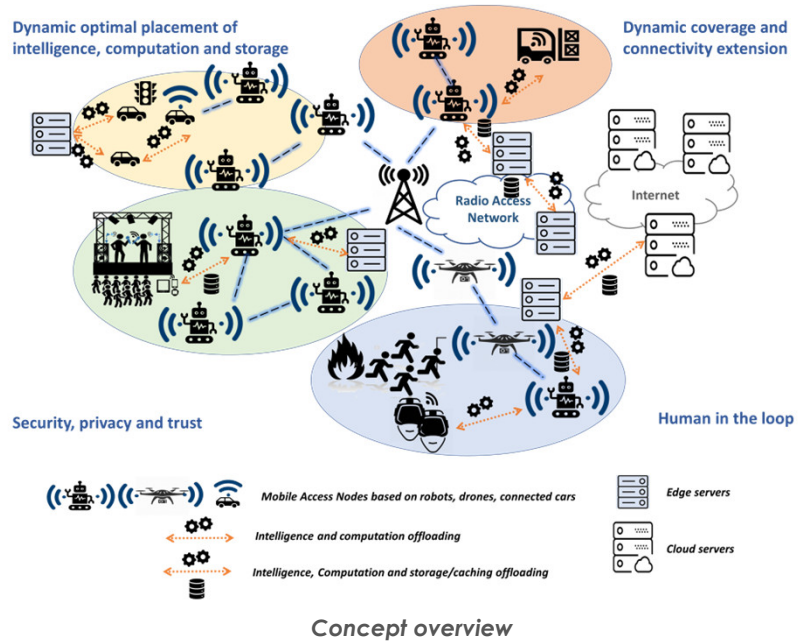 Dynamic optimal placement of
intelligence, computation and storage
Dynamic coverage and
connectivity extension
Internet
Radio Access
Network
Security, privacy and trust
Human in the loop
Mobile Access Nodes based on robots, drones, connected cars
Edge servers
Intelligence and computation offloading
Cloud servers
Intelligence, Computation and storage/caching offloading
Concept overview